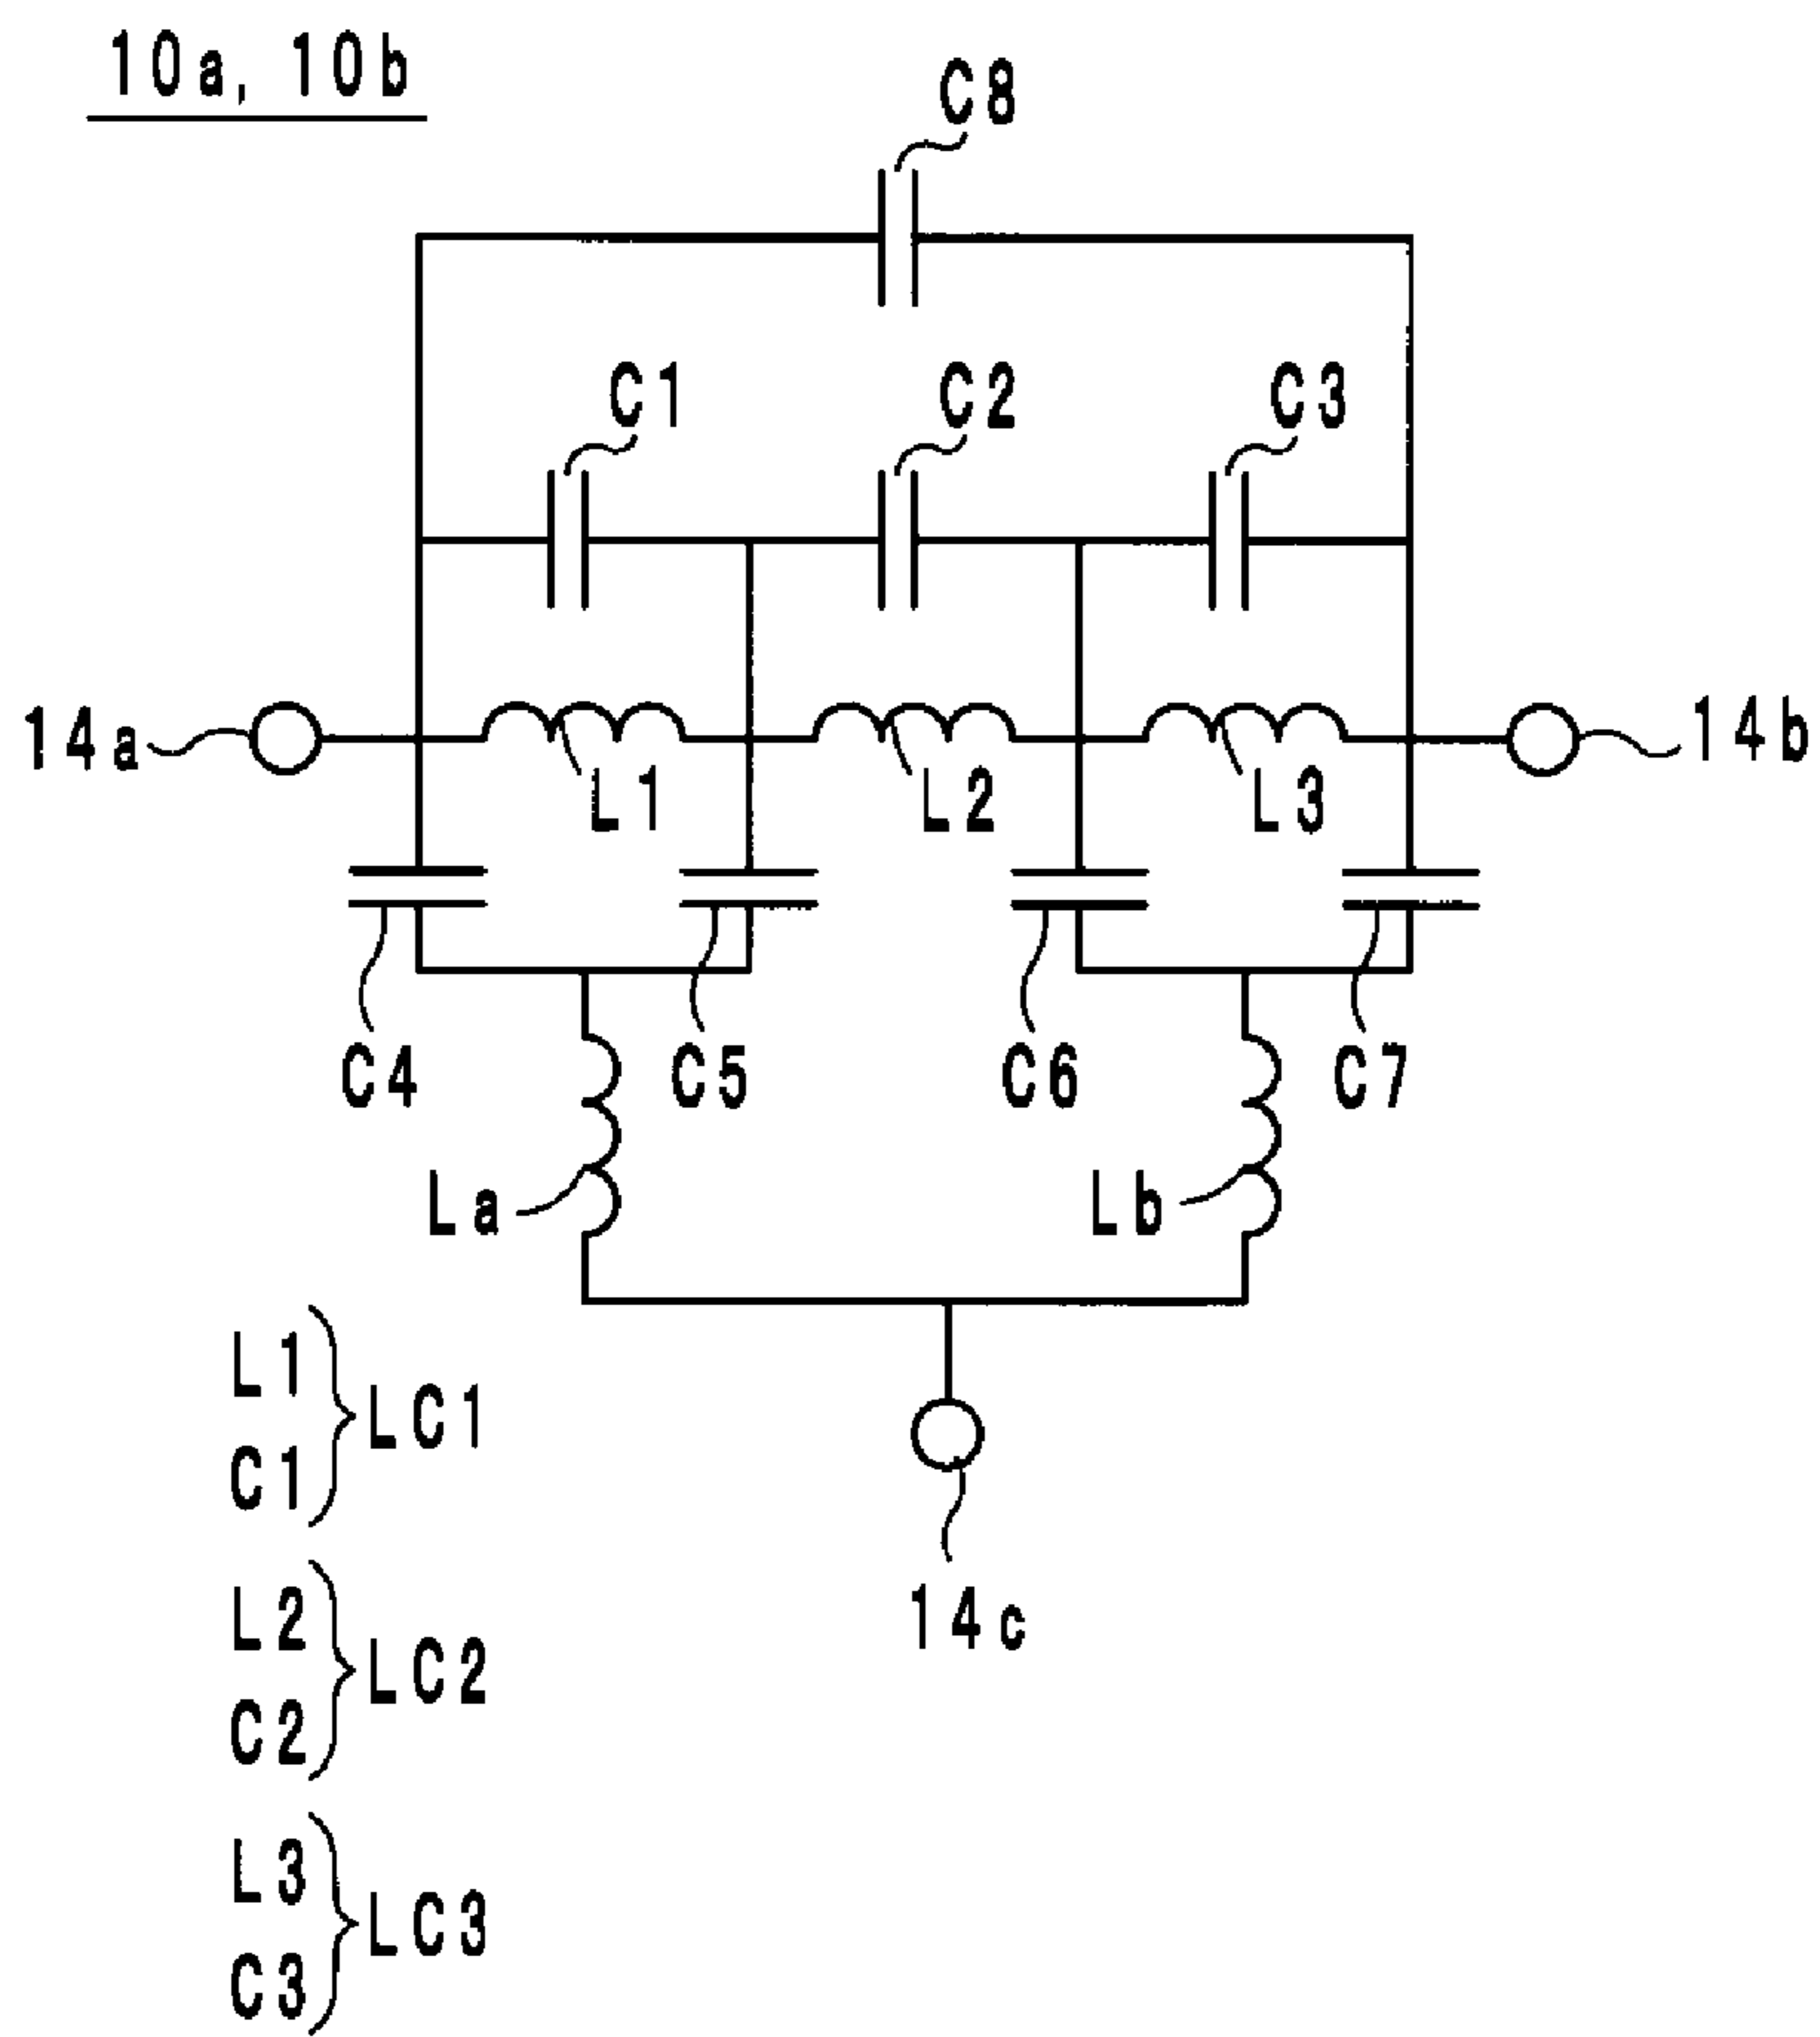 10a, 10b
C8
C1 C2 C3
14a 14b
L1 L2 L3
C4 C5 C6 C7
La Lb
L1
C1
LC1
14c
L2
C2
LC2
L3
C3
LC3